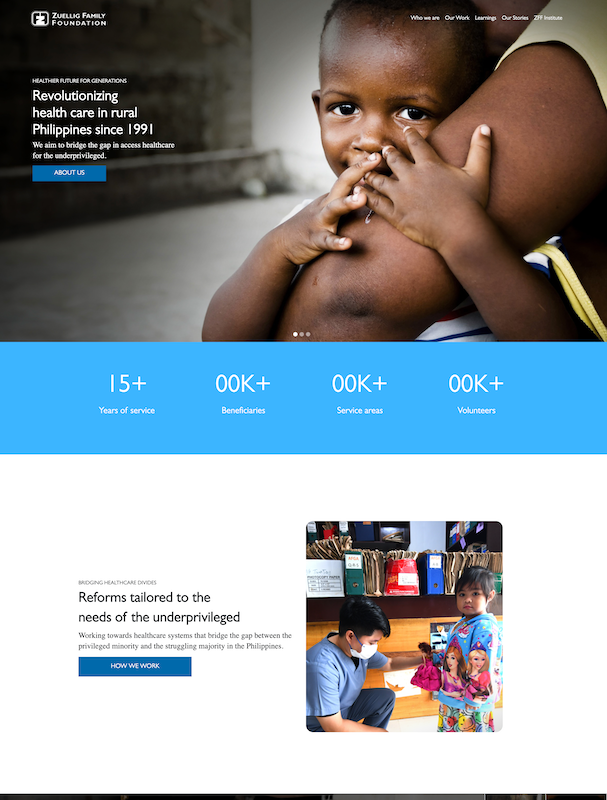 ZUELLIG FAMILY
FOUNDATION
Who we are Our Work Learnings Our Stories ZFF Institute
HEALTHIER FUTURE FOR GENERATIONS
Revolutionizing
health care in rural
Philippines since 1991
We aim to bridge the gap in access healthcare
for the underprivileged.
ABOUT US
15+ 00K+ 00K+ 00K+
Years of service Beneficiaries Service areas Volunteers
BRIDGING HEALTHCARE DIVIDES
Reforms tailored to the
needs of the underprivileged
Working towards healthcare systems that bridge the gap between the
privileged minority and the struggling majority in the Philippines.
HOW WE WORK